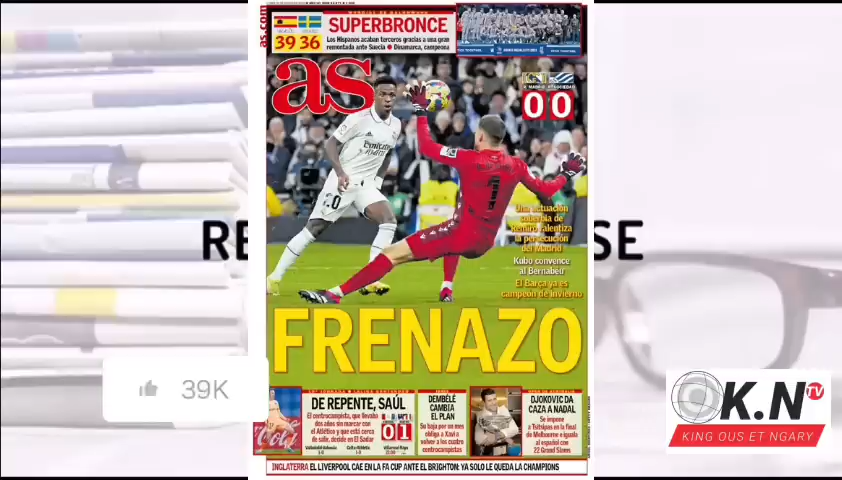 as.com
SUPERBRONCE
39 36
Los Hispanos acaban terceros gracias a una gran
remontada ante Suecia ● Dinamarca, campeona
as
0 0
Emirates
1
Una actuación
soberbia de
Remiro ralentiza
la persecución
del Madrid
Kubo convence
al Bernabéu
El Barça ya es
campeón de invierno
RE
SE
FRENAZO
39K
DE REPENTE, SAÚL
El centrocampista, que llevaba
dos años sin marcar con
el Atlético y que está cerca
de salir, decide en El Sadar
0 1
DEMBÉLÉ
CAMBIA
EL PLAN
Su baja por un mes
obliga a Xavi a
volver a los cuatro
centrocampistas
DJOKOVIC DA
CAZA A NADAL
Se impone
a Tsitsipas en la final
de Melbourne e iguala
al español con
22 Grand Slams
INGLATERRA EL LIVERPOOL CAE EN LA FA CUP ANTE EL BRIGHTON: YA SOLO LE QUEDA LA CHAMPIONS
K.N TV
KING OUS ET NGARY